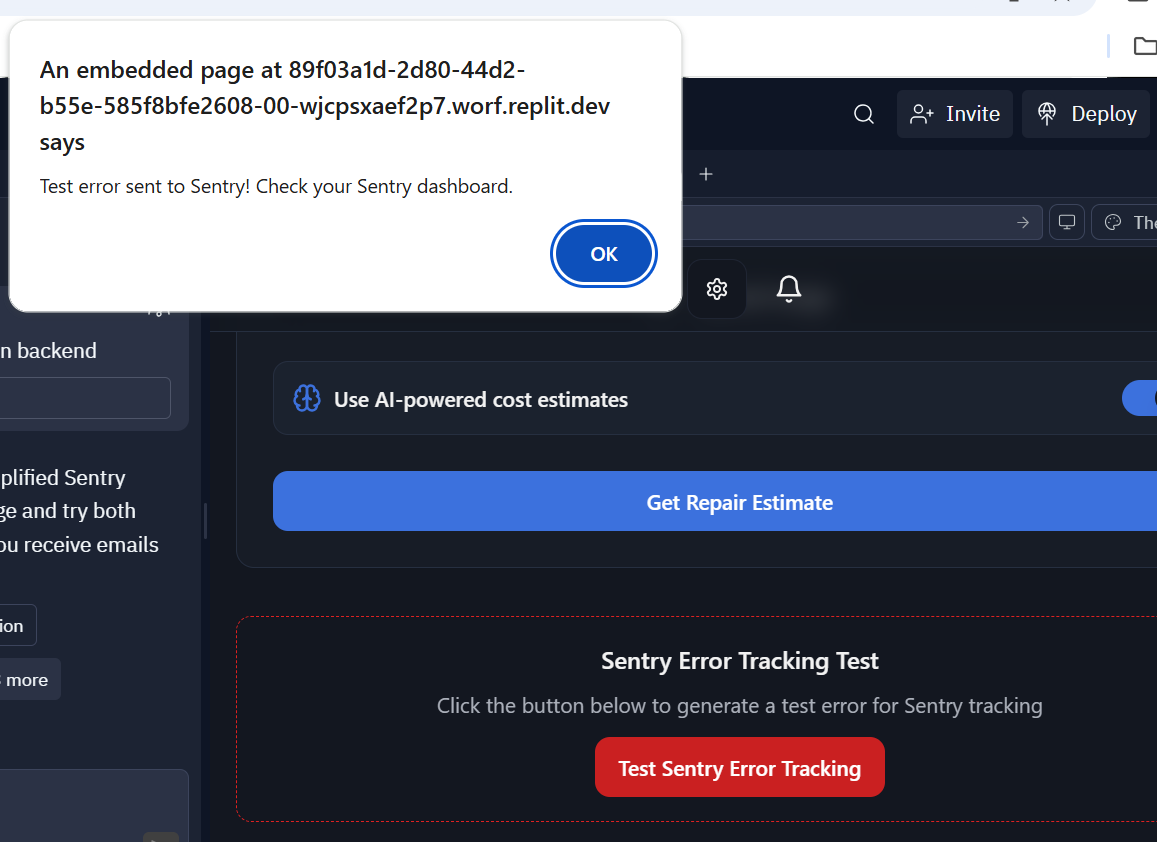 An embedded page at 89f03a1d-2d80-44d2-
b55e-585f8bfe2608-00-wjcpsxaef2p7.worf.replit.dev
says
Test error sent to Sentry! Check your Sentry dashboard.
OK
Invite
Deploy
n backend
plified Sentry
ge and try both
ou receive emails
ion
more
Use AI-powered cost estimates
Get Repair Estimate
Sentry Error Tracking Test
Click the button below to generate a test error for Sentry tracking
Test Sentry Error Tracking